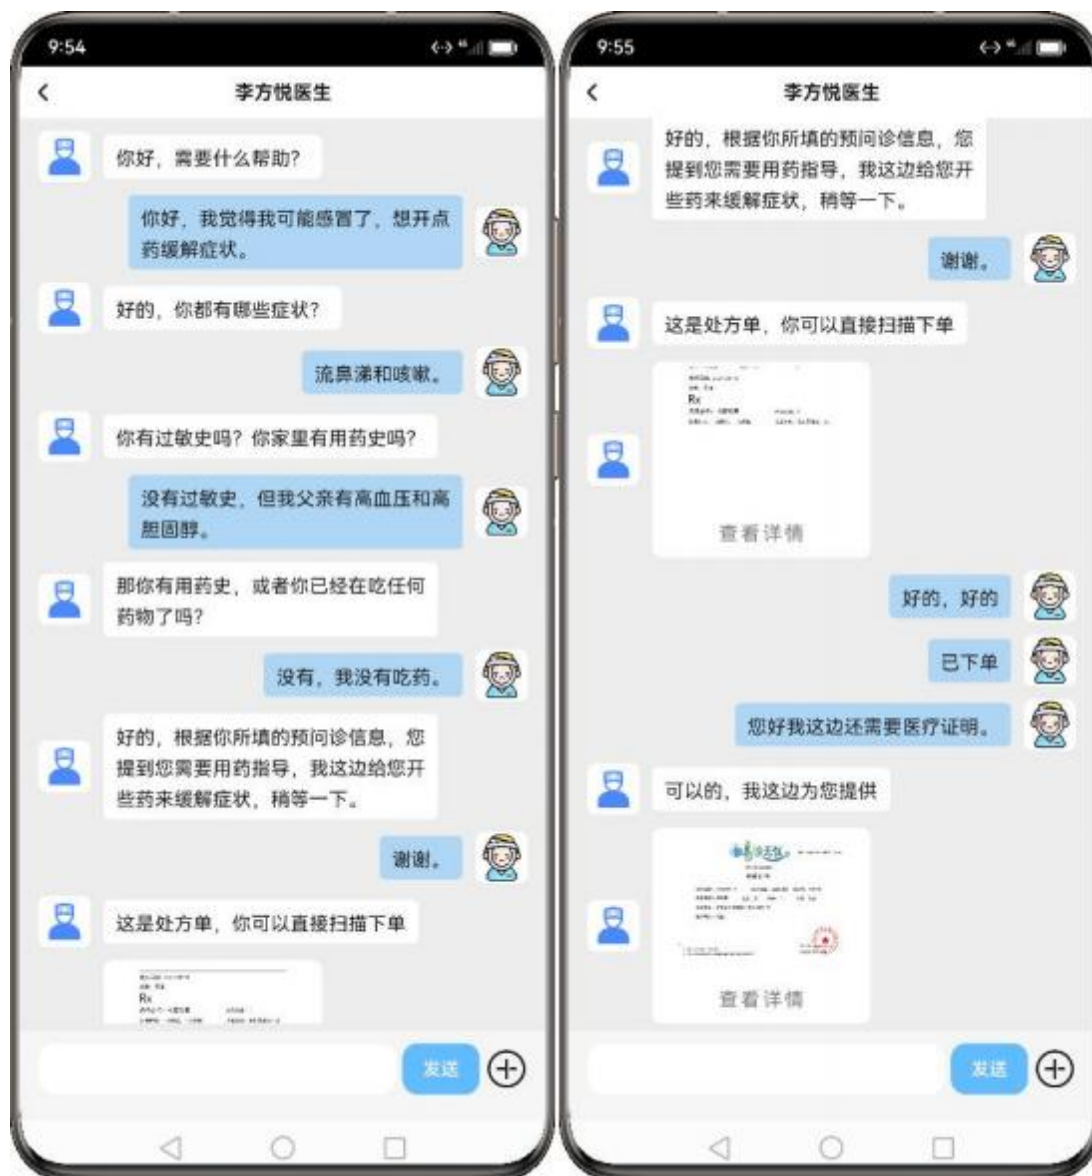 9:54
李方悦医生
你好，需要什么帮助？
你好，我觉得我可能感冒了，想开点
药缓解症状。
好的，你都有哪些症状？
流鼻涕和咳嗽。
你有过敏史吗？你家里有用药史吗？
没有过敏史，但我父亲有高血压和高
胆固醇。
那你有用药史，或者你已经在吃任何
药物了吗？
没有，我没有吃药。
好的，根据你所填的预问诊信息，您
提到您需要用药指导，我这边给您开
些药来缓解症状，稍等一下。
谢谢。
这是处方单，你可以直接扫描下单
Rx
发送
9:55
李方悦医生
好的，根据你所填的预问诊信息，您
提到您需要用药指导，我这边给您开
些药来缓解症状，稍等一下。
谢谢。
这是处方单，你可以直接扫描下单
Rx
查看详情
好的，好的
已下单
您好我这边还需要医疗证明。
可以的，我这边为您提供
查看详情
发送